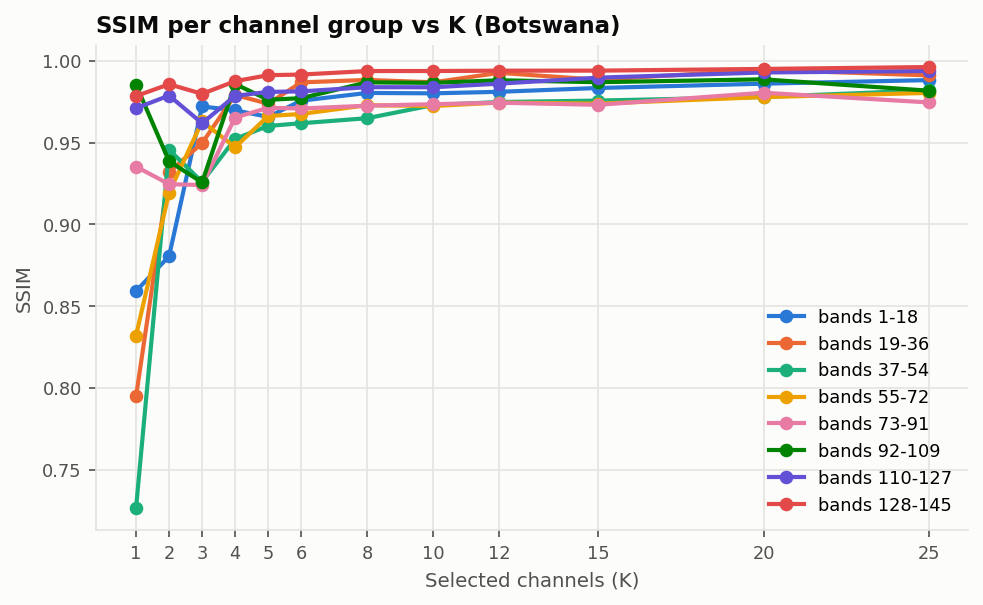 SSIM per channel group vs K (Botswana)
1.00
0.95
0.90
0.85
0.80
0.75
SSIM
bands 1-18
bands 19-36
bands 37-54
bands 55-72
bands 73-91
bands 92-109
bands 110-127
bands 128-145
1 2 3 4 5 6 8 10 12 15 20 25
Selected channels (K)